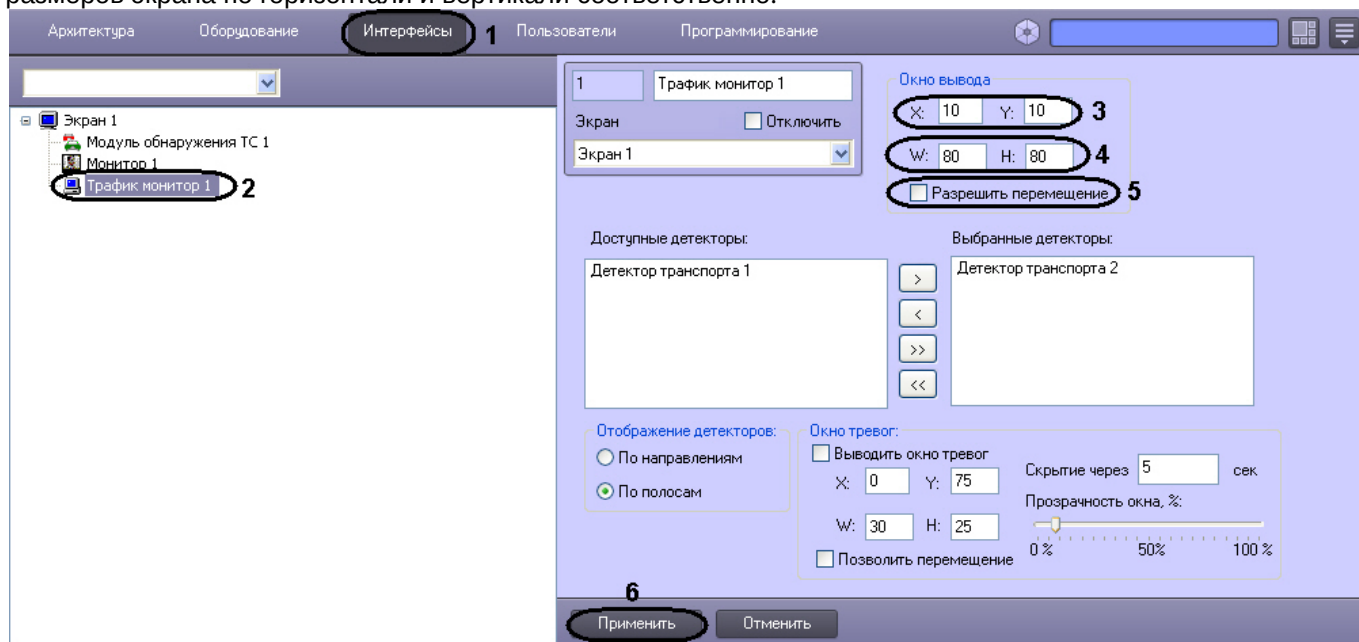 размеров экрана по горизонтали и вертикали соответственно.
Архитектура Оборудование Интерфейсы 1 Пользователи Программирование
Экран 1
Модуль обнаружения ТС 1
Монитор 1
Трафик монитор 1 2
1 Трафик монитор 1
Экран Отключить
Экран 1
Окно вывода
X: 10 Y: 10 3
W: 80 H: 80 4
Разрешить перемещение 5
Доступные детекторы: Выбранные детекторы:
Детектор транспорта 1 Детектор транспорта 2
>
<
>>
<<
Отображение детекторов:
По направлениям
По полосам
Окно тревог:
Выводить окно тревог
X: 0 Y: 75
W: 30 H: 25
Позволить перемещение
Скрытие через 5 сек
Прозрачность окна, %:
0 % 50% 100 %
6
Применить Отменить